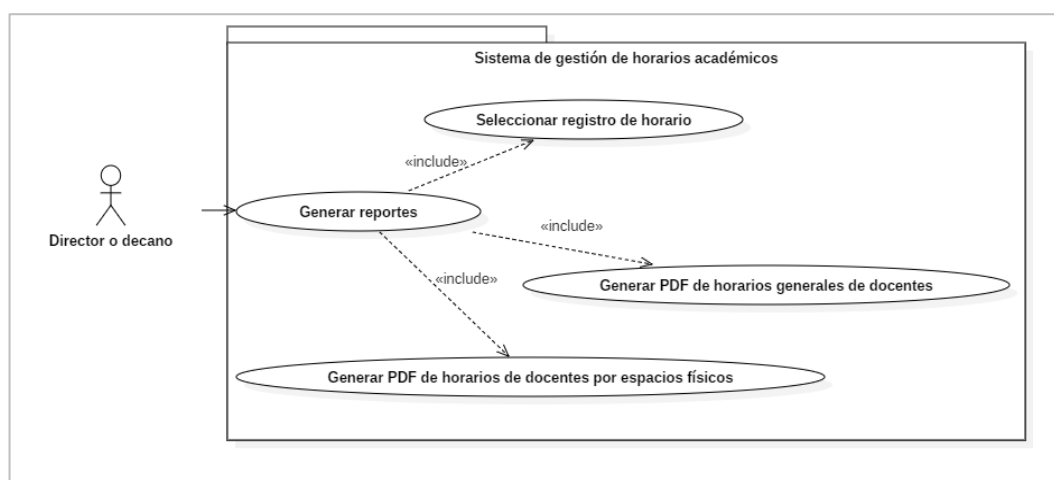 Sistema de gestión de horarios académicos
Seleccionar registro de horario
«include»
Generar reportes
Director o decano
«include»
«include»
Generar PDF de horarios generales de docentes
Generar PDF de horarios de docentes por espacios físicos